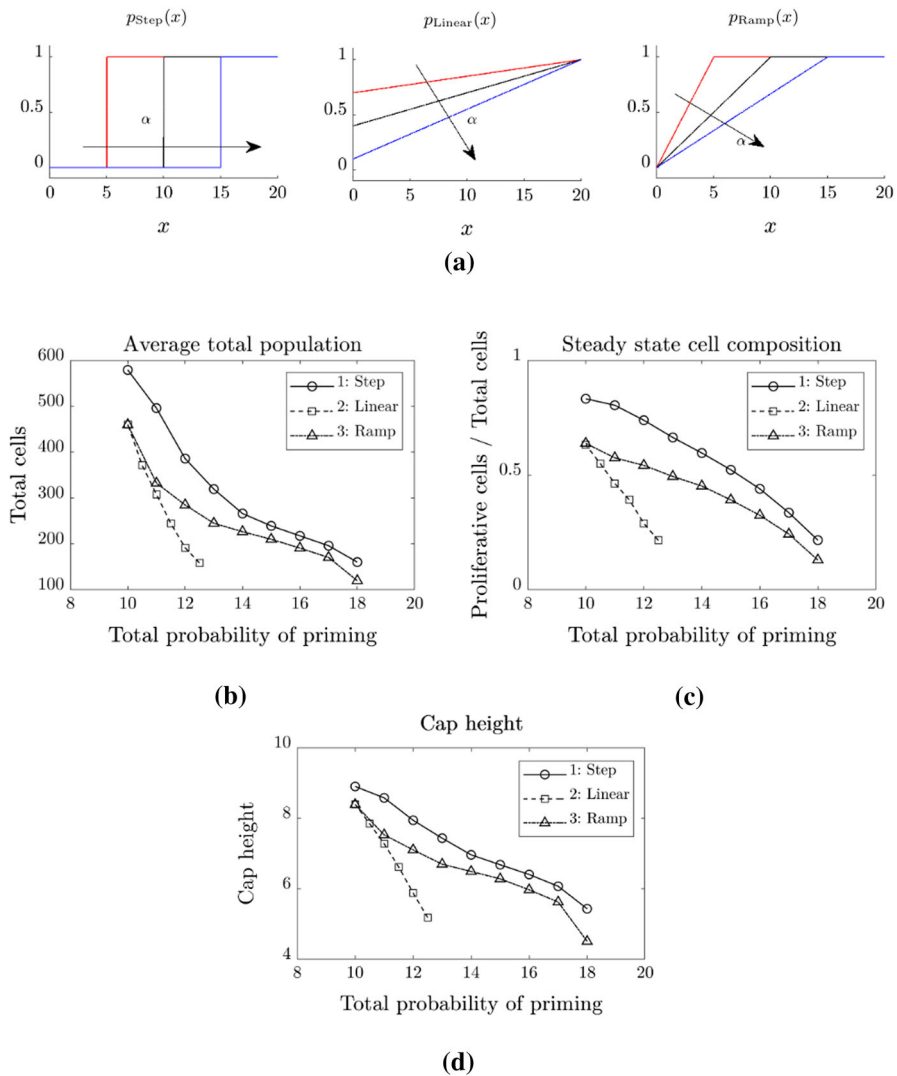 p_Step(x) p_Linear(x) p_Ramp(x)
1 1 1
0.5 0.5 0.5
α α α
0 0 0
0 5 10 15 20 0 5 10 15 20 0 5 10 15 20
x x x
(a)
Average total population
600
500
400
300
200
100
Total cells
1: Step
2: Linear
3: Ramp
8 10 12 14 16 18 20
Total probability of priming
(b)
Steady state cell composition
1
0.5
0
Proliferative cells / Total cells
1: Step
2: Linear
3: Ramp
8 10 12 14 16 18 20
Total probability of priming
(c)
Cap height
10
8
6
4
Cap height
1: Step
2: Linear
3: Ramp
8 10 12 14 16 18 20
Total probability of priming
(d)